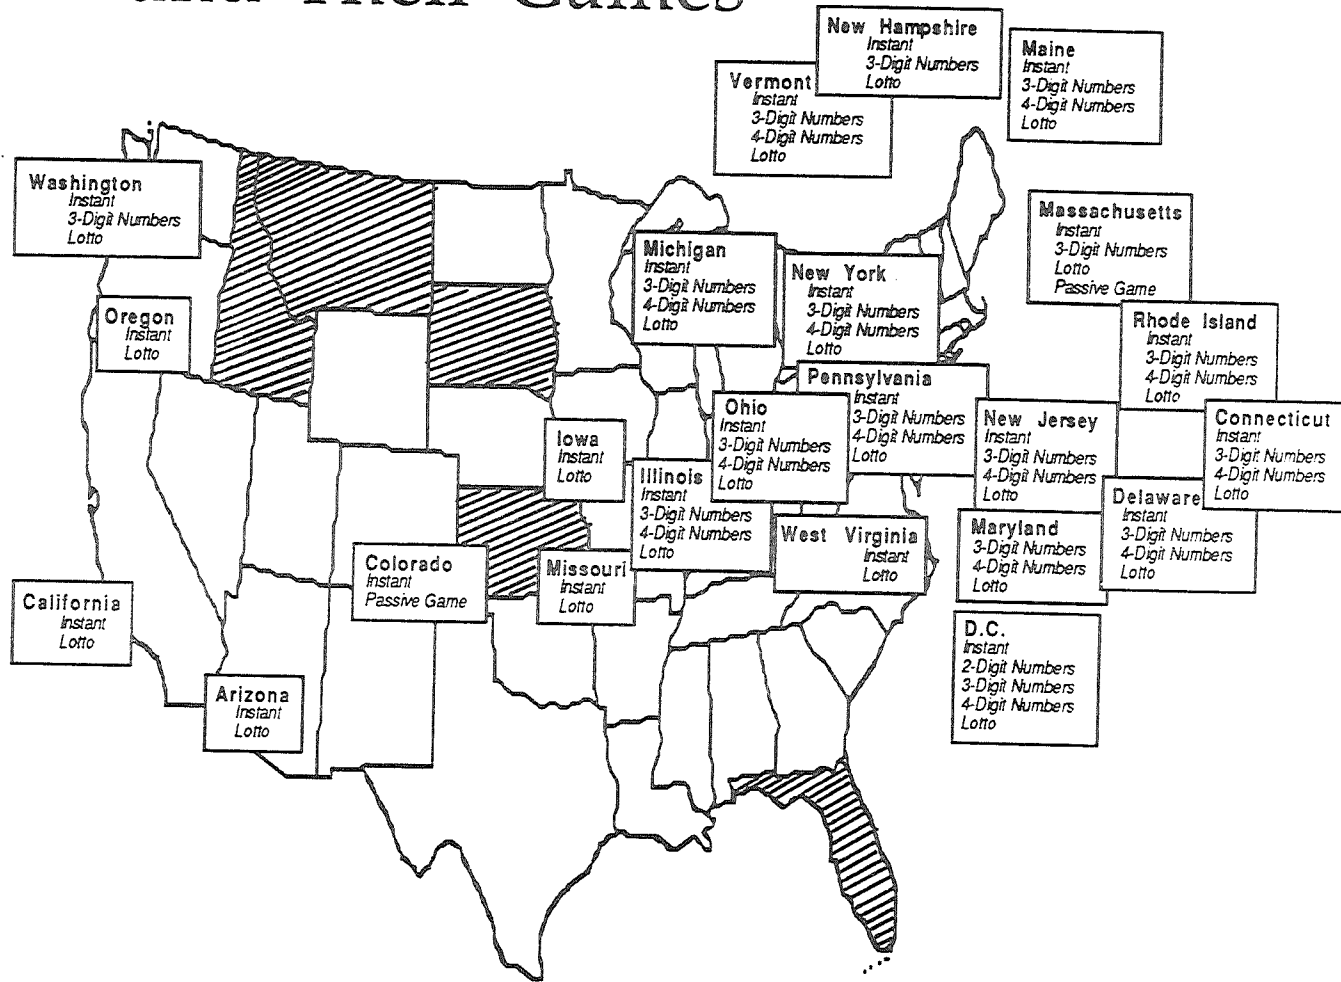 and Their Games
New Hampshire
Instant
3-Digit Numbers
Lotto
Maine
Instant
3-Digit Numbers
4-Digit Numbers
Lotto
Vermont
Instant
3-Digit Numbers
4-Digit Numbers
Lotto
Washington
Instant
3-Digit Numbers
Lotto
Massachusetts
Instant
3-Digit Numbers
Lotto
Passive Game
Michigan
Instant
3-Digit Numbers
4-Digit Numbers
Lotto
New York
Instant
3-Digit Numbers
4-Digit Numbers
Lotto
Oregon
Instant
Lotto
Rhode Island
Instant
3-Digit Numbers
4-Digit Numbers
Lotto
Pennsylvania
Instant
3-Digit Numbers
4-Digit Numbers
Lotto
Ohio
Instant
3-Digit Numbers
4-Digit Numbers
Lotto
New Jersey
Instant
3-Digit Numbers
4-Digit Numbers
Lotto
Connecticut
Instant
3-Digit Numbers
4-Digit Numbers
Lotto
Iowa
Instant
Lotto
Illinois
Instant
3-Digit Numbers
4-Digit Numbers
Lotto
Delaware
Instant
3-Digit Numbers
4-Digit Numbers
Lotto
West Virginia
Instant
Lotto
Maryland
3-Digit Numbers
4-Digit Numbers
Lotto
Colorado
Instant
Passive Game
Missouri
Instant
Lotto
California
Instant
Lotto
D.C.
Instant
2-Digit Numbers
3-Digit Numbers
4-Digit Numbers
Lotto
Arizona
Instant
Lotto